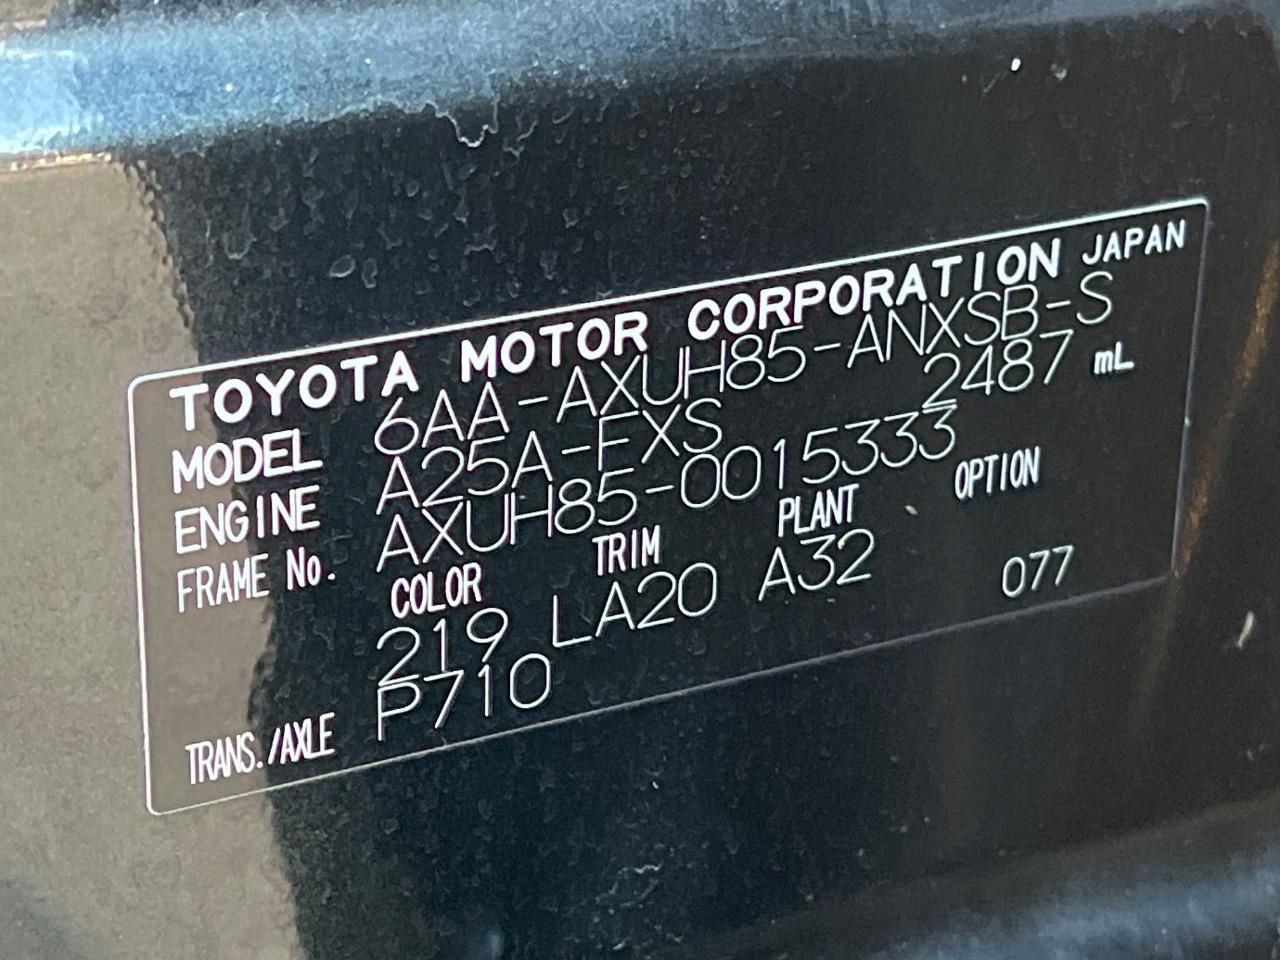 TOYOTA MOTOR CORPORATION JAPAN
MODEL 6AA-AXUH85-ANXSB-S
ENGINE A25A-FXS 2487 mL
FRAME No. AXUH85-0015333
COLOR TRIM PLANT OPTION
219 LA20 A32 077
TRANS./AXLE P710